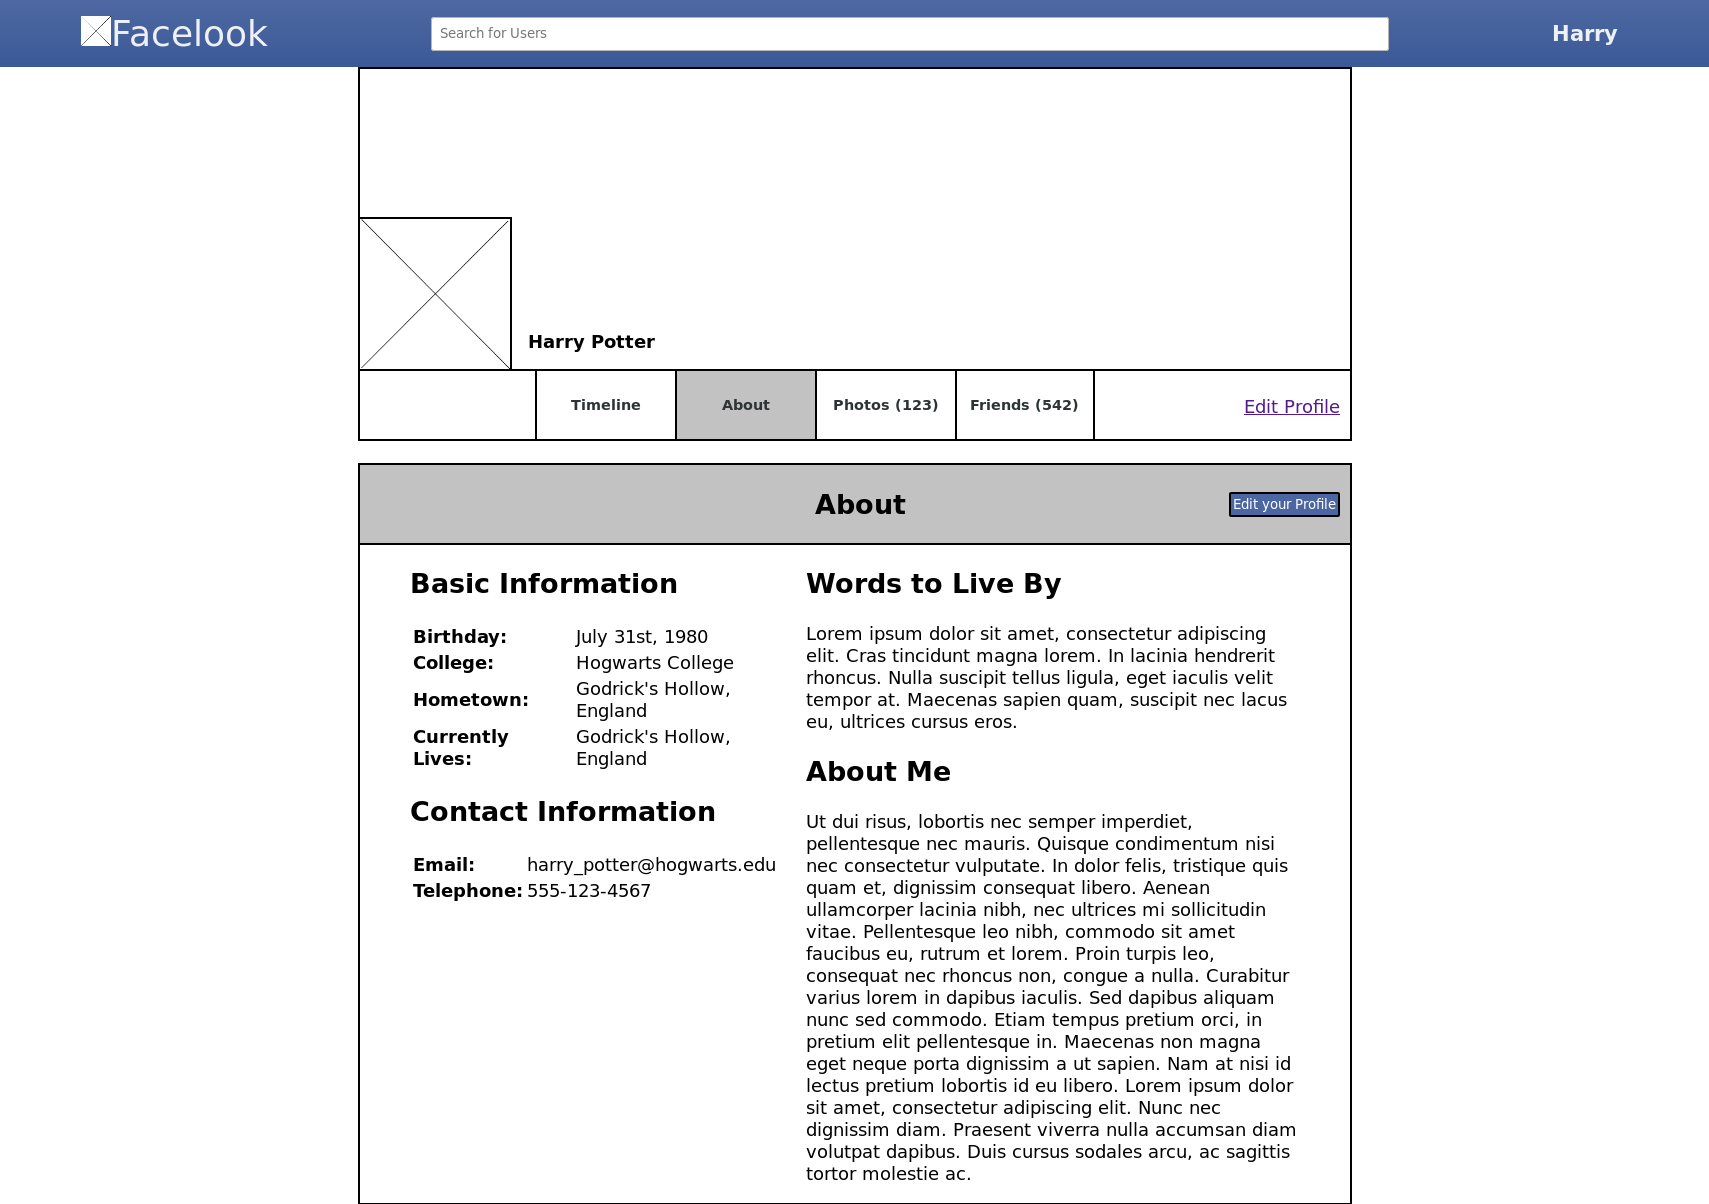 Facelook
Search for Users
Harry
Harry Potter
Timeline
About
Photos (123)
Friends (542)
Edit Profile
About
Edit your Profile
Basic Information
Birthday: July 31st, 1980
College: Hogwarts College
Hometown: Godrick's Hollow,
England
Currently Godrick's Hollow,
Lives: England
Contact Information
Email: harry_potter@hogwarts.edu
Telephone: 555-123-4567
Words to Live By
Lorem ipsum dolor sit amet, consectetur adipiscing
elit. Cras tincidunt magna lorem. In lacinia hendrerit
rhoncus. Nulla suscipit tellus ligula, eget iaculis velit
tempor at. Maecenas sapien quam, suscipit nec lacus
eu, ultrices cursus eros.
About Me
Ut dui risus, lobortis nec semper imperdiet,
pellentesque nec mauris. Quisque condimentum nisi
nec consectetur vulputate. In dolor felis, tristique quis
quam et, dignissim consequat libero. Aenean
ullamcorper lacinia nibh, nec ultrices mi sollicitudin
vitae. Pellentesque leo nibh, commodo sit amet
faucibus eu, rutrum et lorem. Proin turpis leo,
consequat nec rhoncus non, congue a nulla. Curabitur
varius lorem in dapibus iaculis. Sed dapibus aliquam
nunc sed commodo. Etiam tempus pretium orci, in
pretium elit pellentesque in. Maecenas non magna
eget neque porta dignissim a ut sapien. Nam at nisi id
lectus pretium lobortis id eu libero. Lorem ipsum dolor
sit amet, consectetur adipiscing elit. Nunc nec
dignissim diam. Praesent viverra nulla accumsan diam
volutpat dapibus. Duis cursus sodales arcu, ac sagittis
tortor molestie ac.